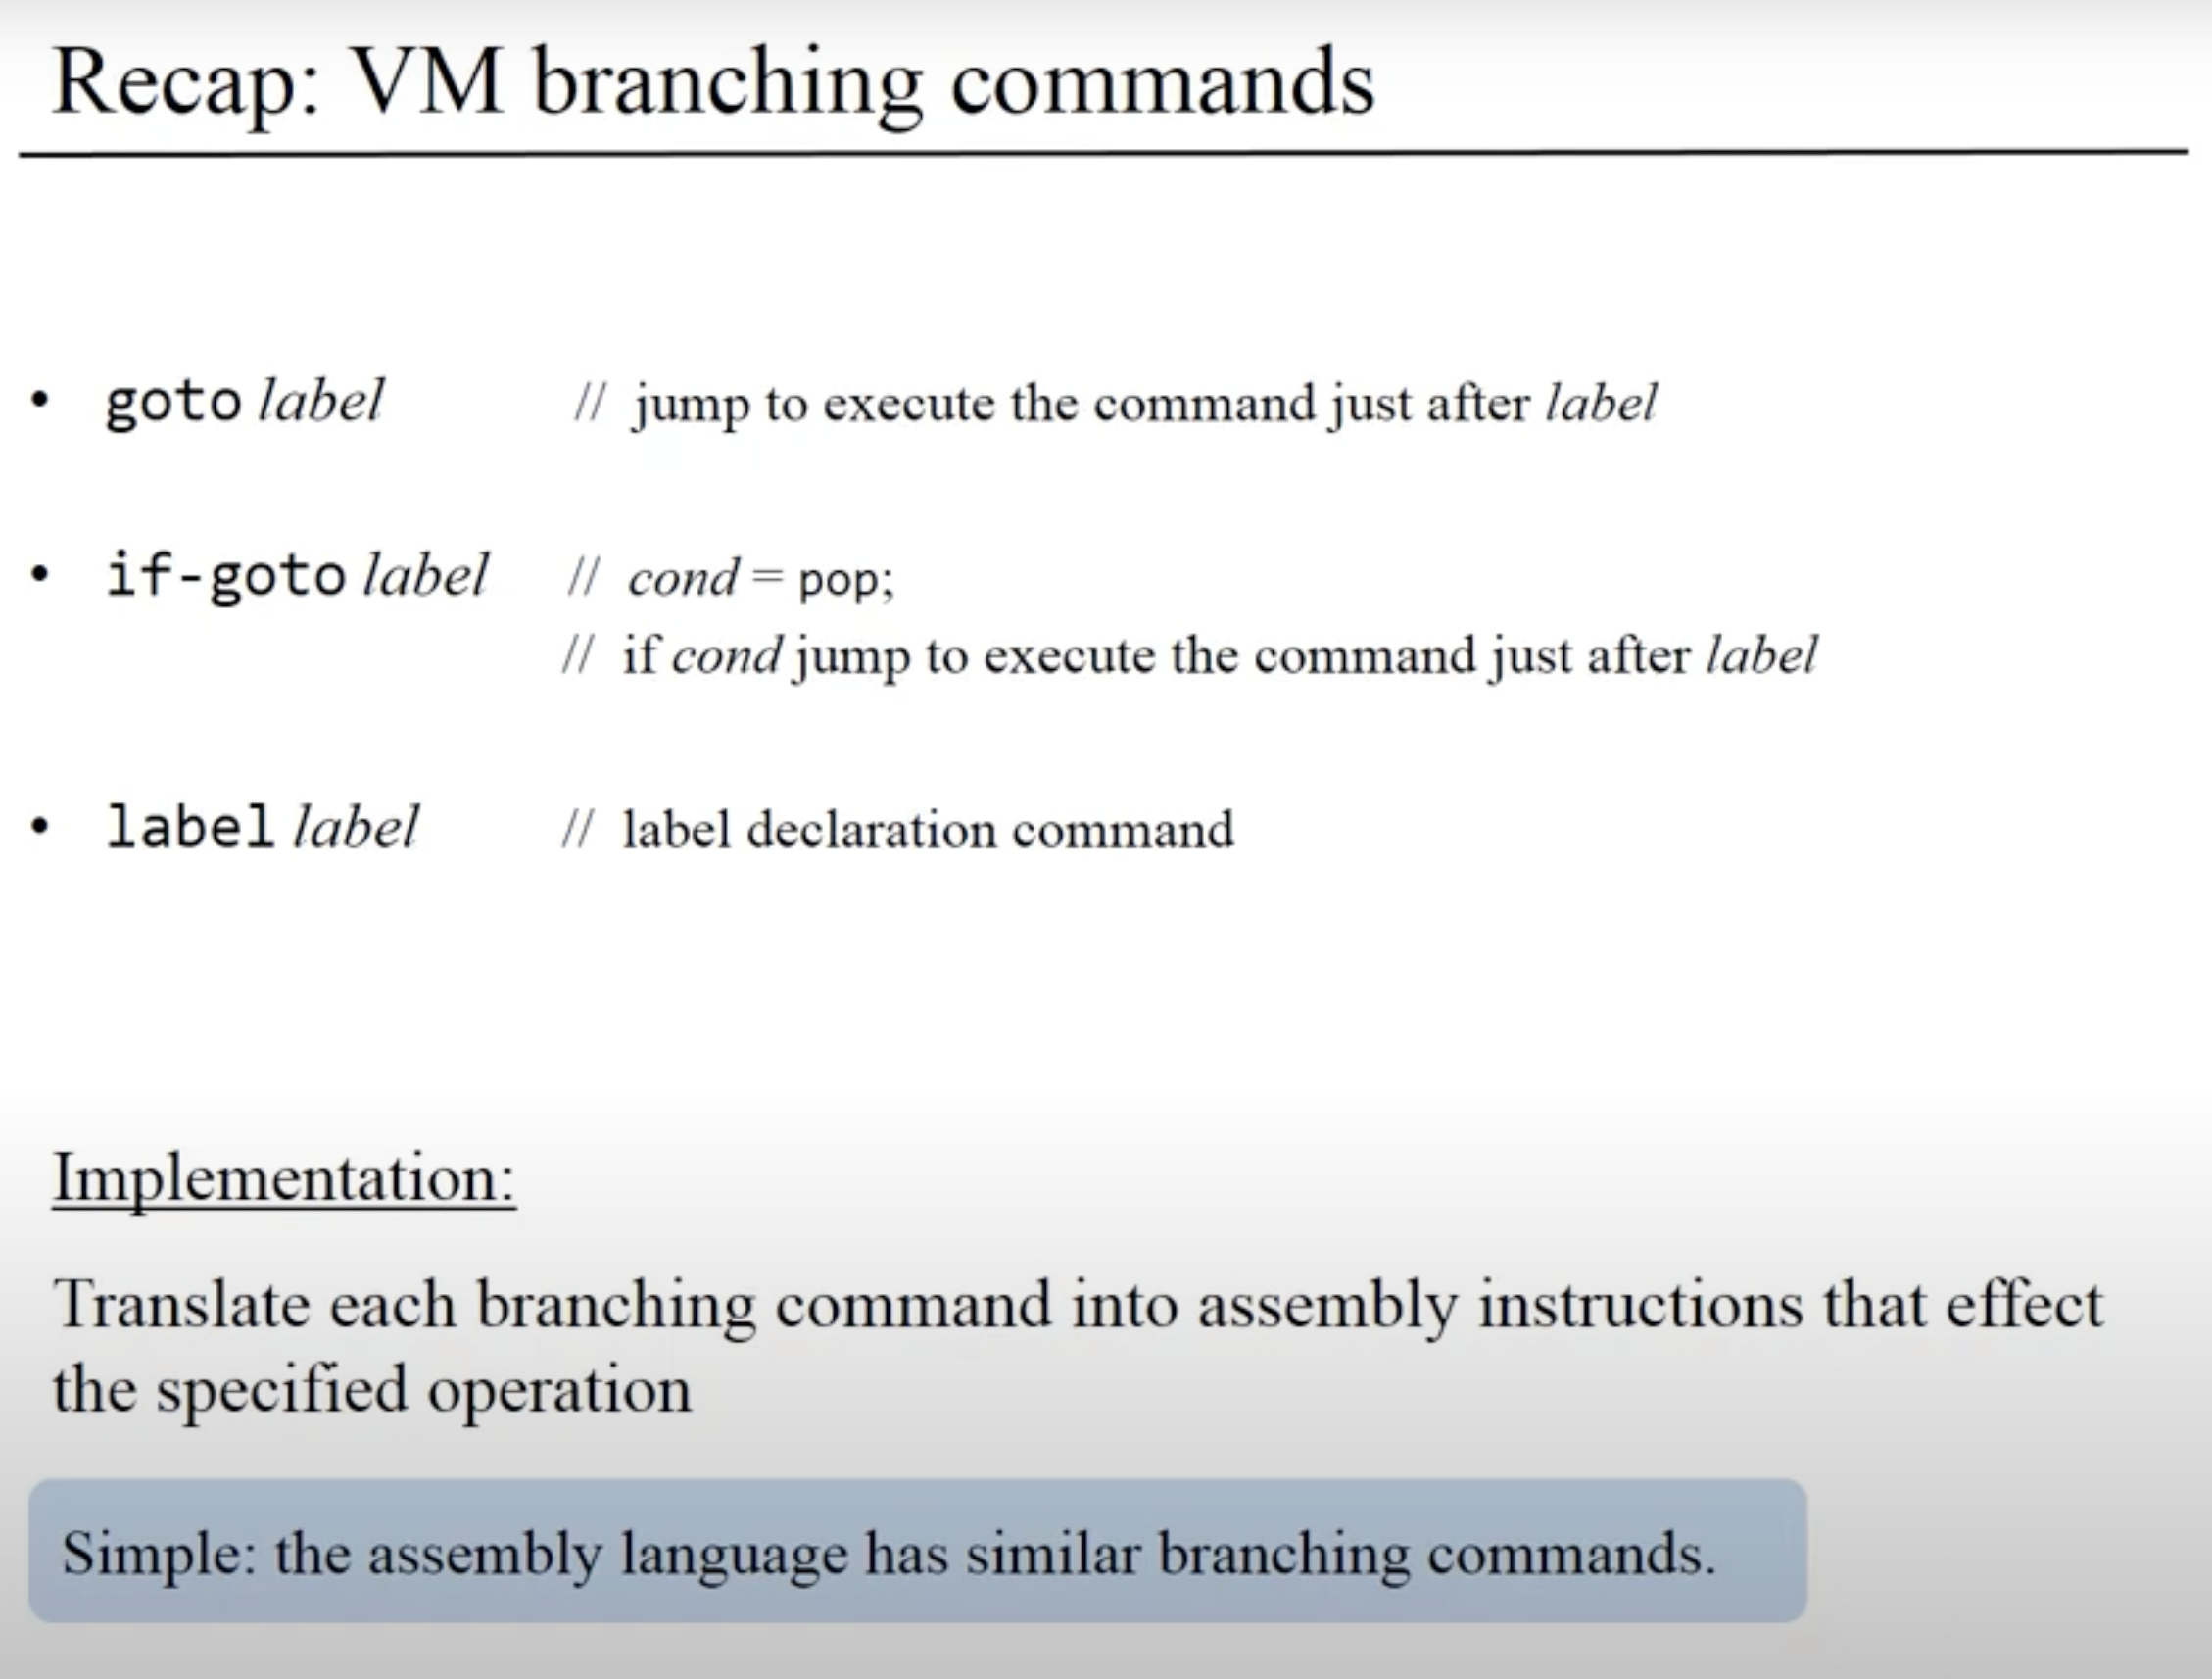 Recap: VM branching commands
• goto label // jump to execute the command just after label
• if-goto label // cond = pop;
// if cond jump to execute the command just after label
• label label // label declaration command
Implementation:
Translate each branching command into assembly instructions that effect
the specified operation
Simple: the assembly language has similar branching commands.